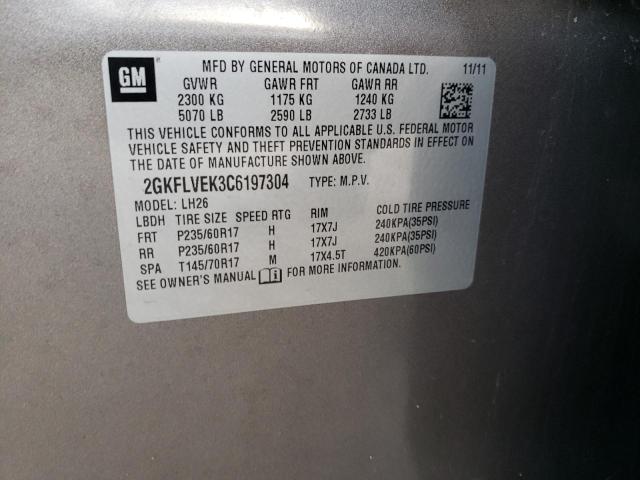 GM
MFD BY GENERAL MOTORS OF CANADA LTD. 11/11
GVWR GAWR FRT GAWR RR
2300 KG 1175 KG 1240 KG
5070 LB 2590 LB 2733 LB
THIS VEHICLE CONFORMS TO ALL APPLICABLE U.S. FEDERAL MOTOR
VEHICLE SAFETY AND THEFT PREVENTION STANDARDS IN EFFECT ON
THE DATE OF MANUFACTURE SHOWN ABOVE.
2GKFLVEK3C6197304 TYPE: M.P.V.
MODEL: LH26
LBDH TIRE SIZE SPEED RTG RIM COLD TIRE PRESSURE
FRT P235/60R17 H 17X7J 240KPA(35PSI)
RR P235/60R17 H 17X7J 240KPA(35PSI)
SPA T145/70R17 M 17X4.5T 420KPA(60PSI)
SEE OWNER'S MANUAL FOR MORE INFORMATION.